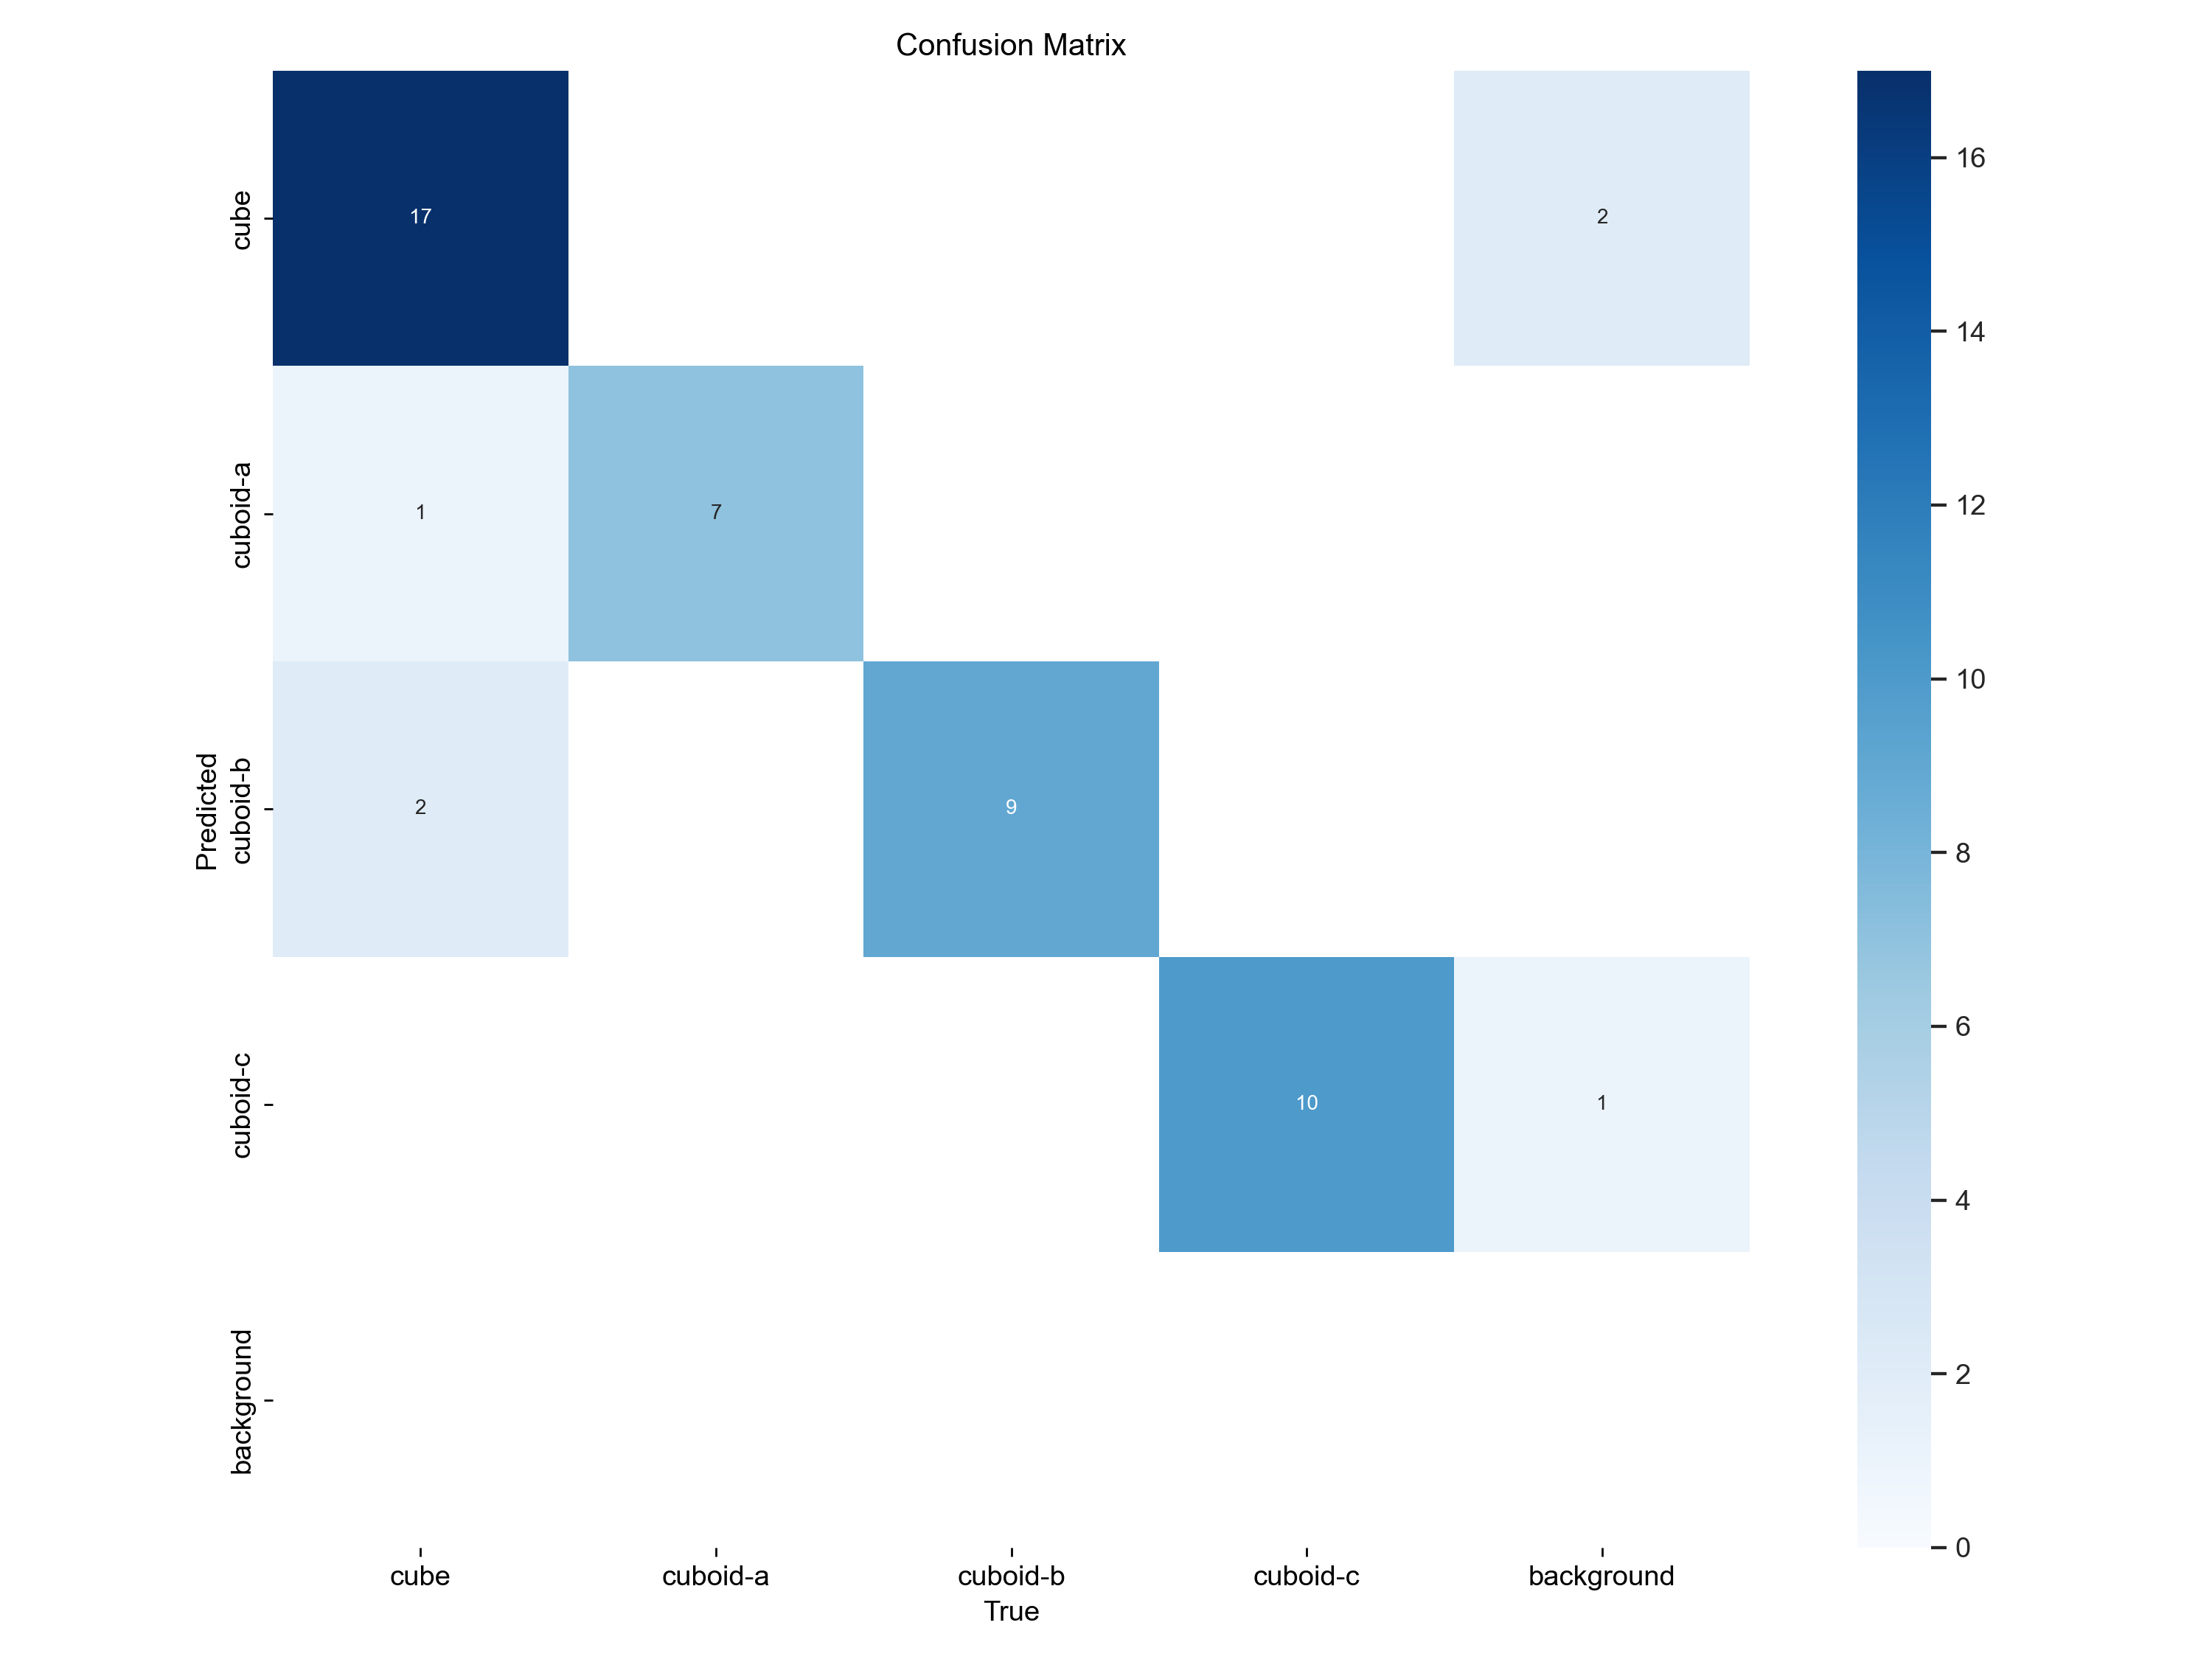 Confusion Matrix
cube
17
2
16
14
cuboid-a
1
7
12
10
Predicted
cuboid-b
2
9
8
cuboid-c
10
1
6
4
background
2
0
cube
cuboid-a
cuboid-b
cuboid-c
background
True